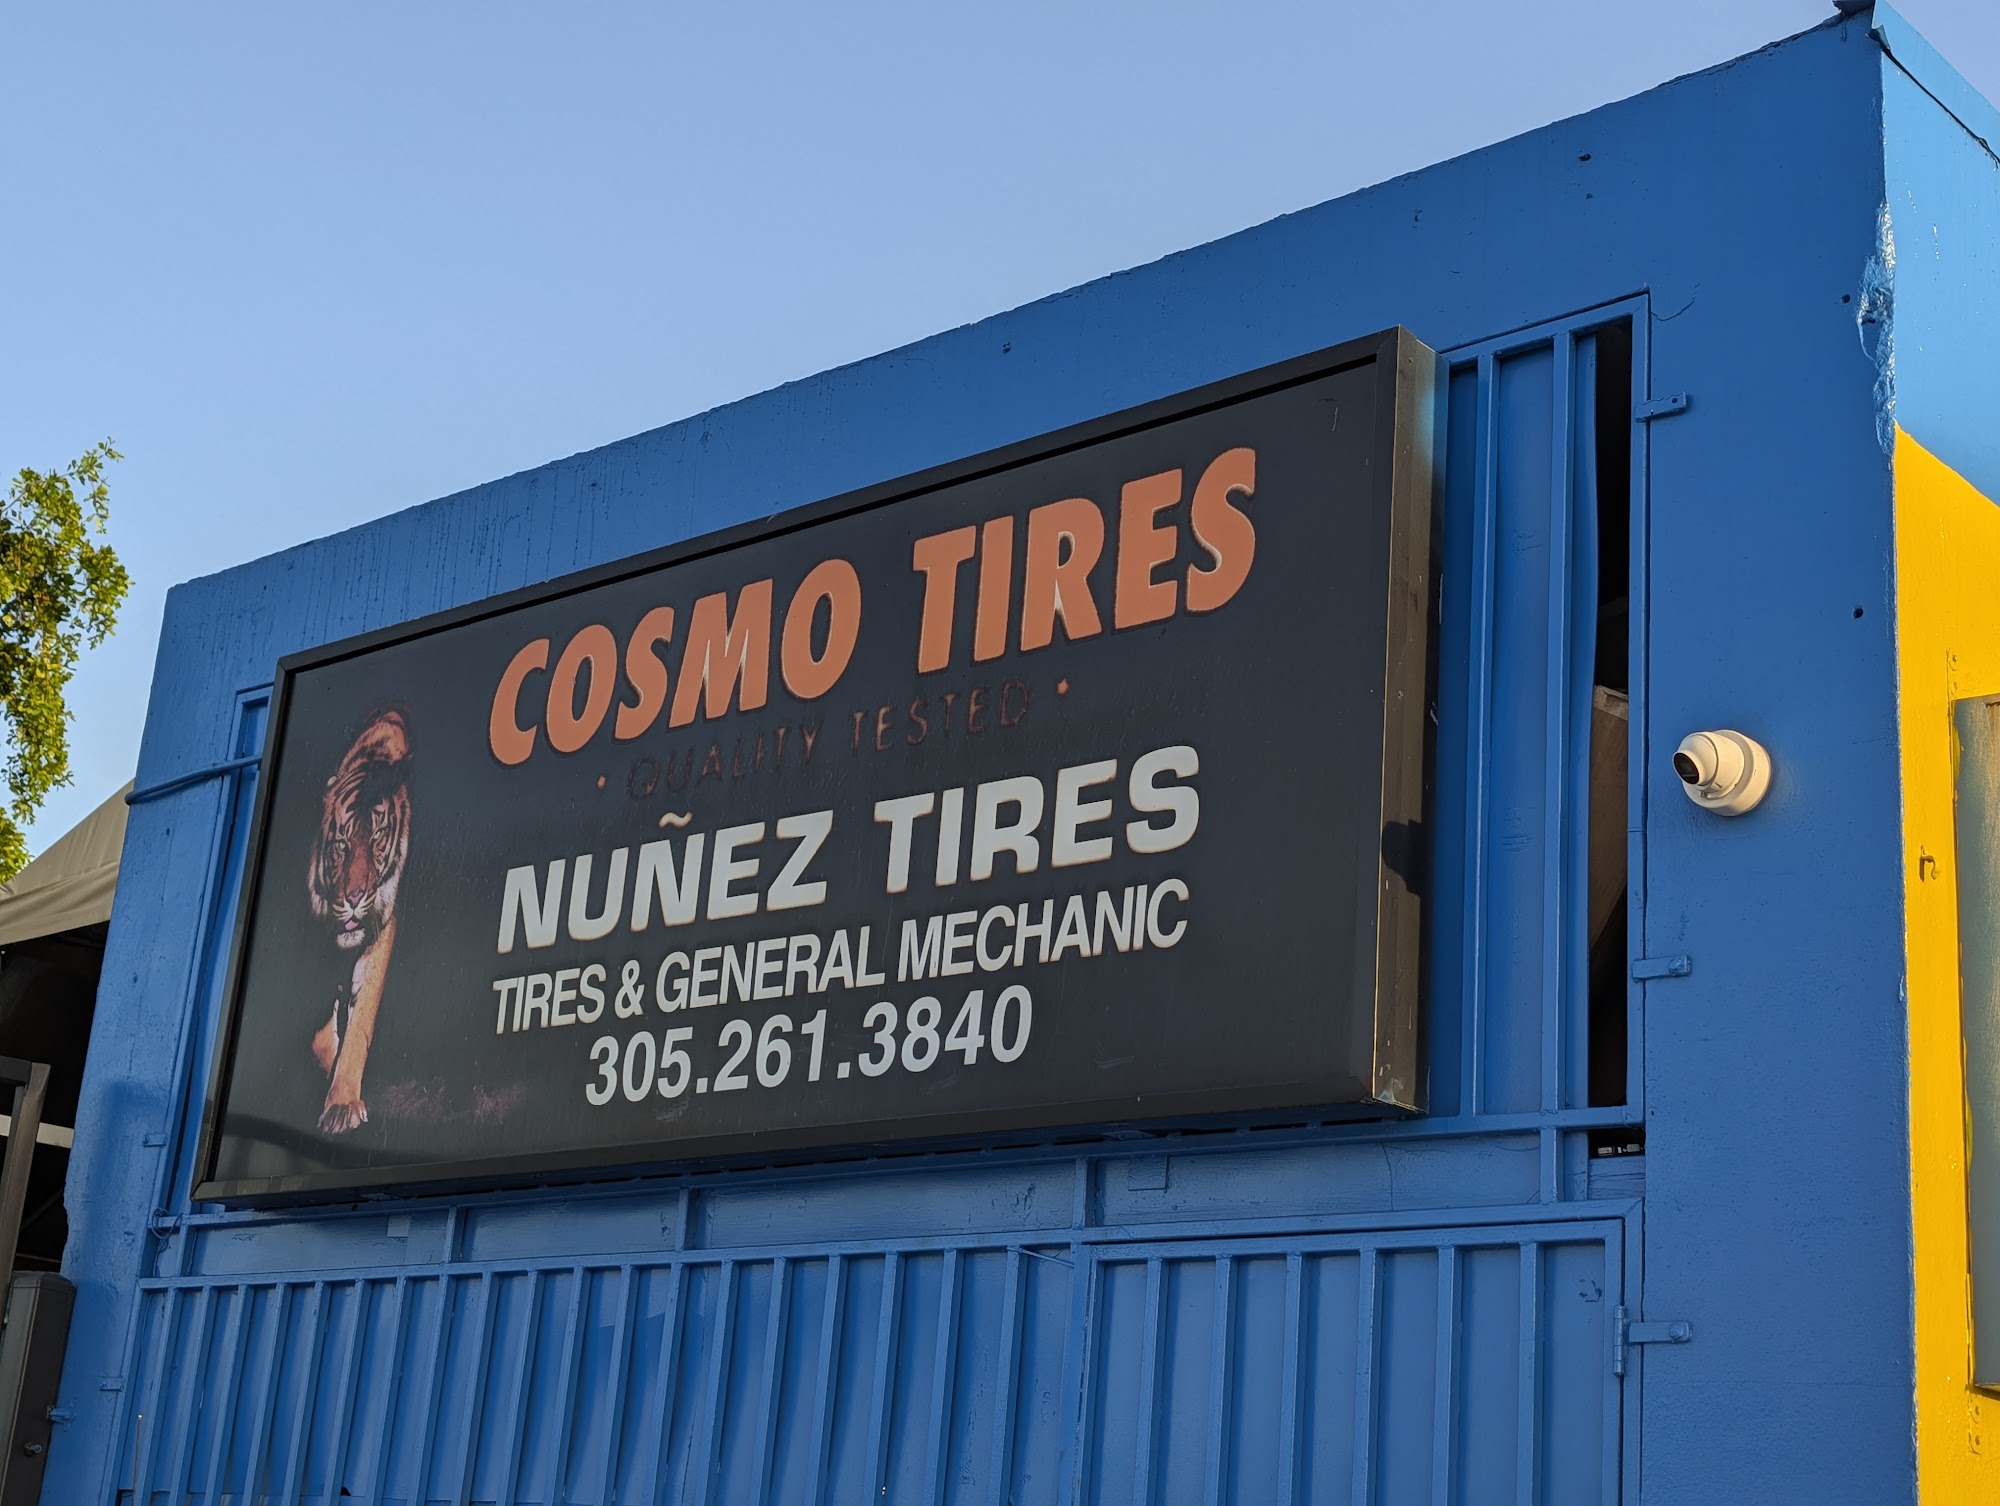 COSMO TIRES
• QUALITY TESTED •
NUÑEZ TIRES
TIRES & GENERAL MECHANIC
305.261.3840